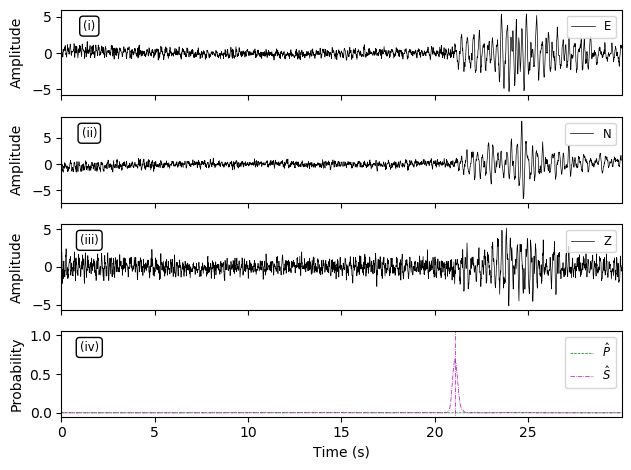 (i)
E
Amplitude
5
0
−5
(ii)
N
Amplitude
5
0
−5
(iii)
Z
Amplitude
5
0
−5
(iv)
P̂
Ŝ
Probability
1.0
0.5
0.0
0 5 10 15 20 25
Time (s)